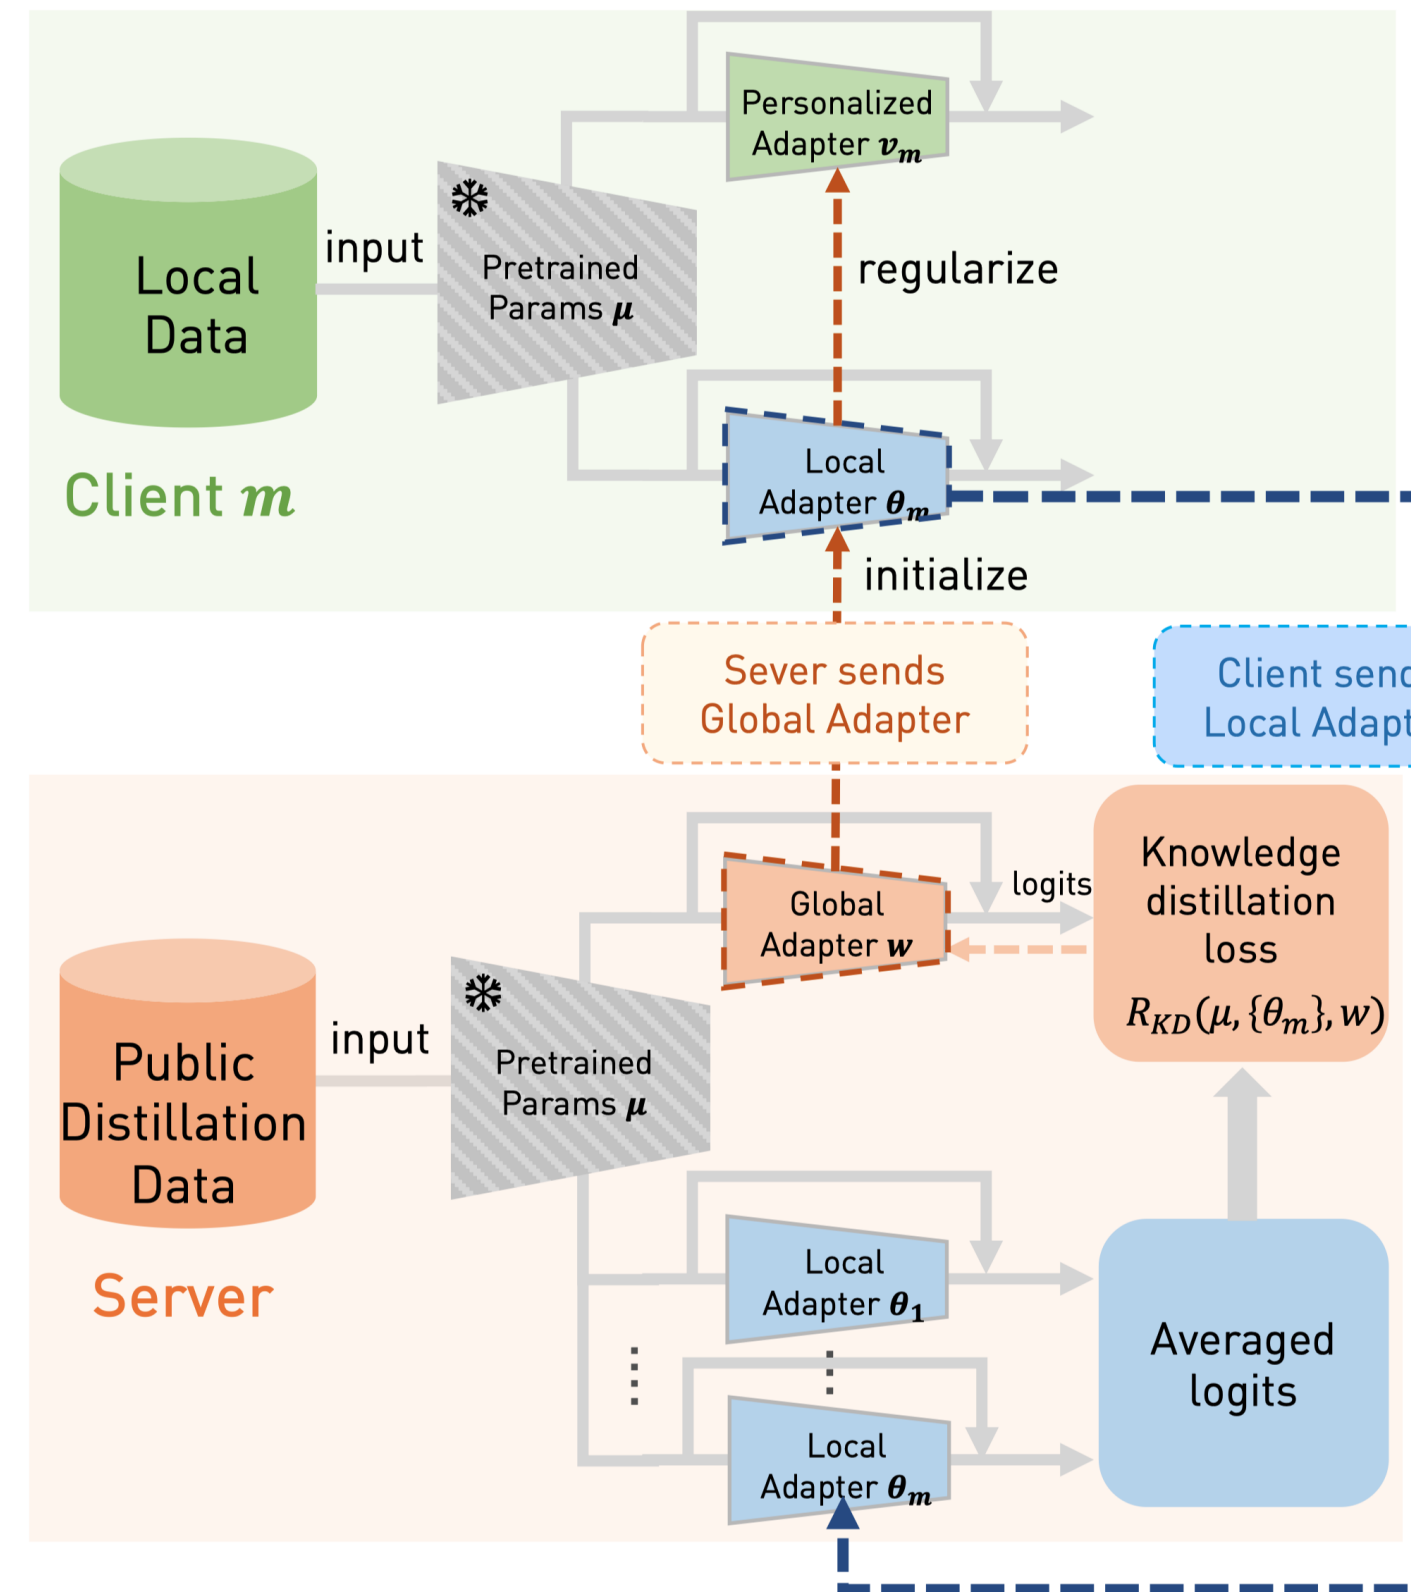 Personalized
Adapter v_m
Local
Data
input
Pretrained
Params μ
regularize
Local
Adapter θ_m
Client m
initialize
Sever sends
Global Adapter
Client send
Local Adapt
Knowledge
distillation
loss
R_KD(μ, {θ_m}, w)
logits
Global
Adapter w
Public
Distillation
Data
input
Pretrained
Params μ
Server
Local
Adapter θ_1
Local
Adapter θ_m
Averaged
logits